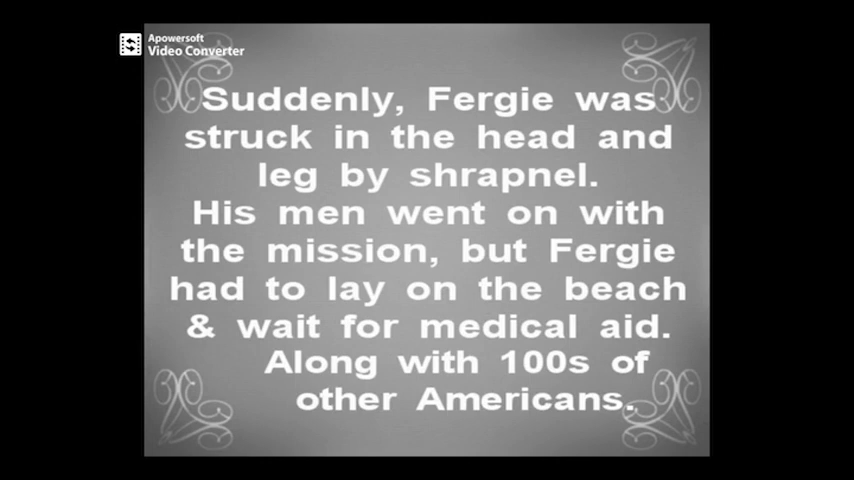 Apowersoft
Video Converter
Suddenly, Fergie was
struck in the head and
leg by shrapnel.
His men went on with
the mission, but Fergie
had to lay on the beach
& wait for medical aid.
Along with 100s of
other Americans.